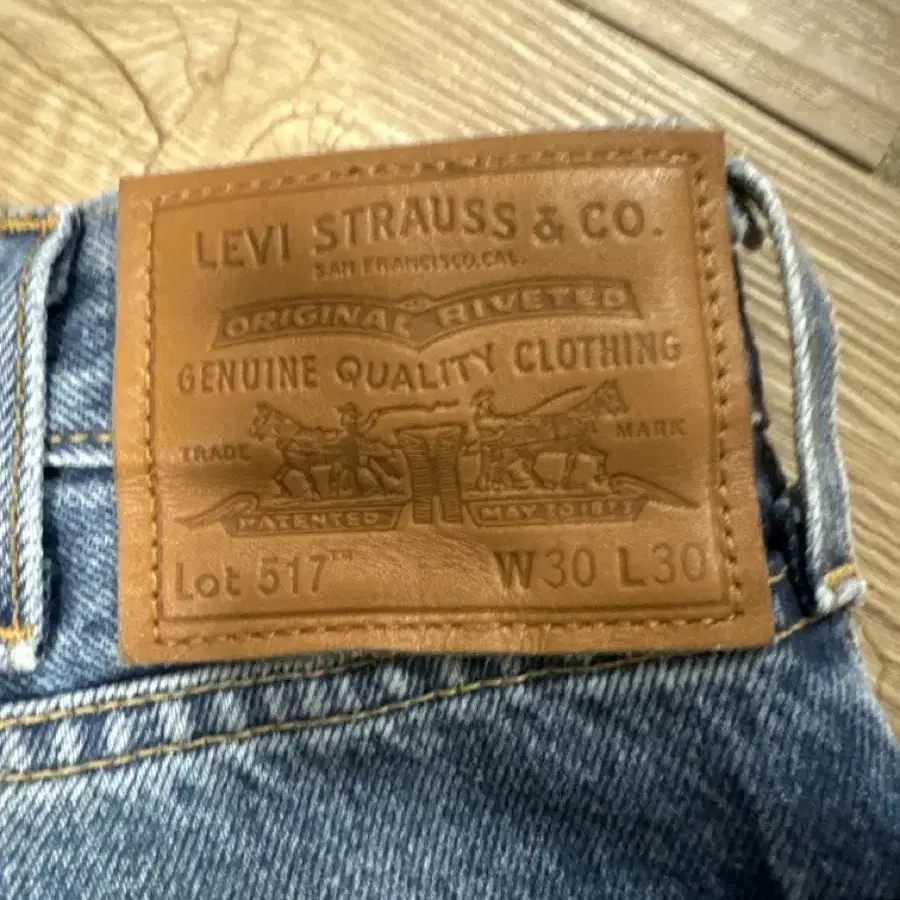 LEVI STRAUSS & CO.
SAN FRANCISCO, CAL.
ORIGINAL RIVETED
GENUINE QUALITY CLOTHING
TRADE MARK
PATENTED MAY 20 1873
Lot 517™ W30 L30